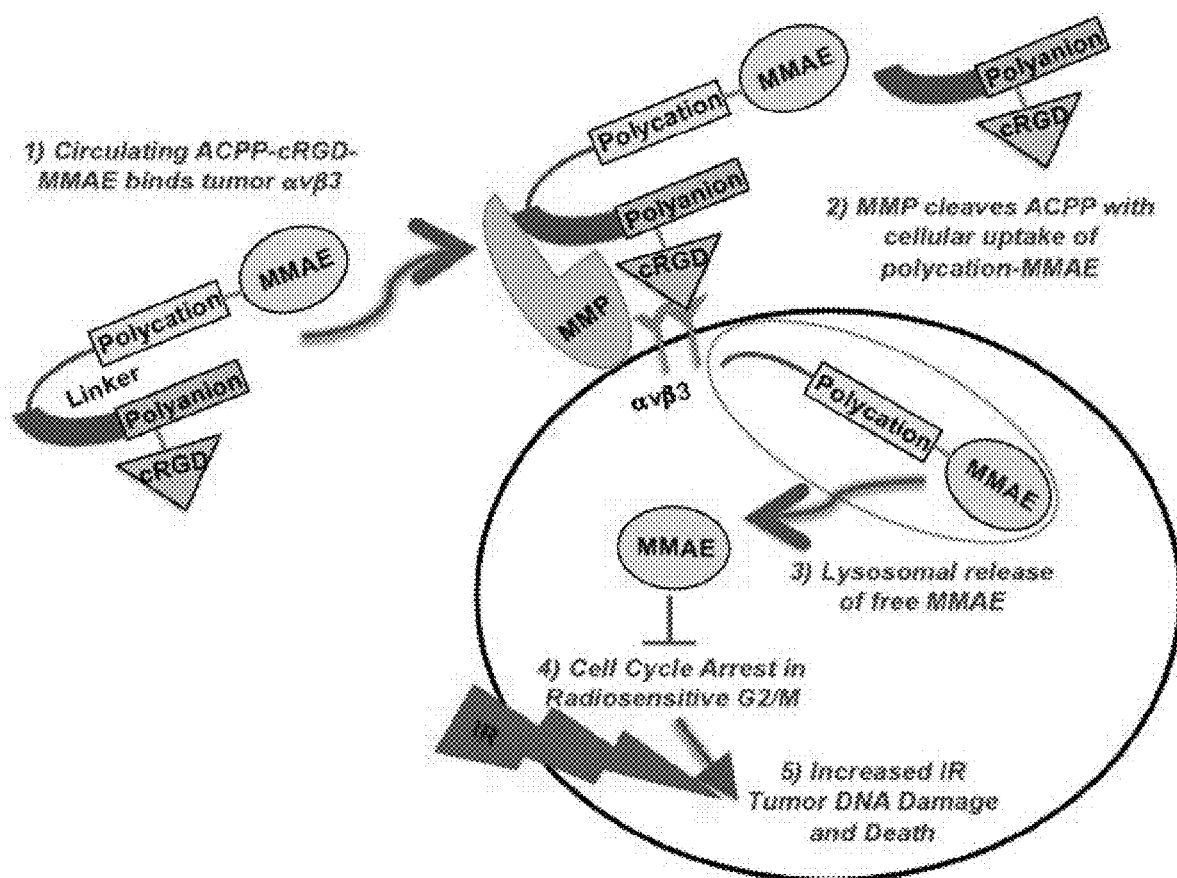 MMAE
Polycation
Polyanion
cRGD
1) Circulating ACPP-cRGD-
MMAE binds tumor αvβ3
MMAE
Polycation
Linker
Polyanion
cRGD
Polyanion
cRGD
MMP
2) MMP cleaves ACPP with
cellular uptake of
polycation-MMAE
αvβ3
Polycation
MMAE
MMAE
3) Lysosomal release
of free MMAE
4) Cell Cycle Arrest in
Radiosensitive G2/M
IR
5) Increased IR
Tumor DNA Damage
and Death